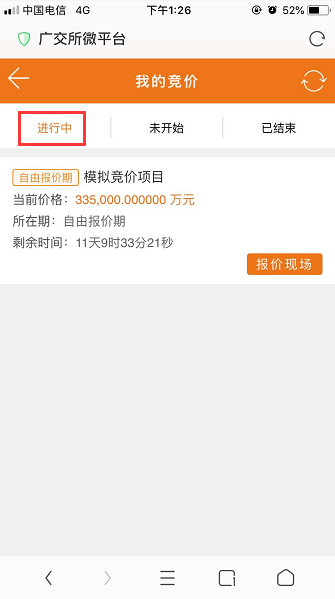 中国电信 4G 下午1:26 52%
广交所微平台
我的竞价
进行中 未开始 已结束
自由报价期 模拟竞价项目
当前价格: 335,000.000000 万元
所在期: 自由报价期
剩余时间: 11天9时33分21秒
报价现场